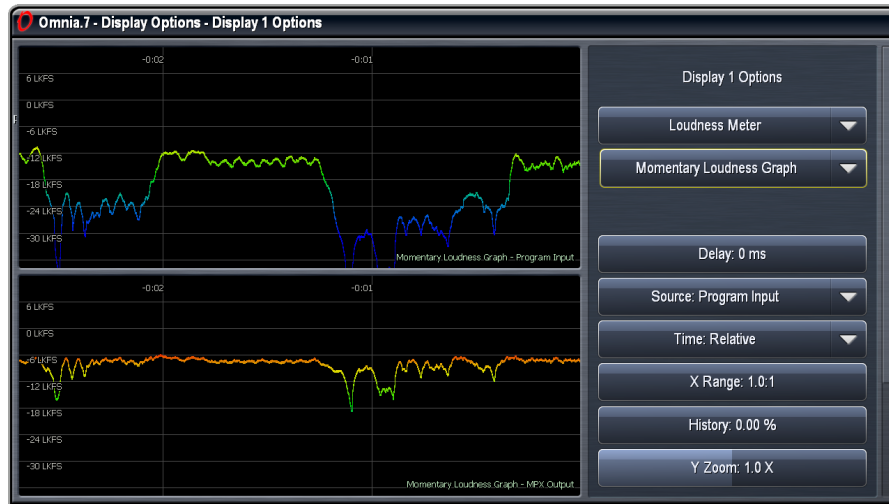 Omnia.7 - Display Options - Display 1 Options
-0:02 -0:01
6 LKFS
0 LKFS
-6 LKFS
-12 LKFS
-18 LKFS
-24 LKFS
-30 LKFS
Momentary Loudness Graph - Program Input
-0:02 -0:01
6 LKFS
0 LKFS
-6 LKFS
-12 LKFS
-18 LKFS
-24 LKFS
-30 LKFS
Momentary Loudness Graph - MPX Output
Display 1 Options
Loudness Meter
Momentary Loudness Graph
Delay: 0 ms
Source: Program Input
Time: Relative
X Range: 1.0:1
History: 0.00 %
Y Zoom: 1.0 X